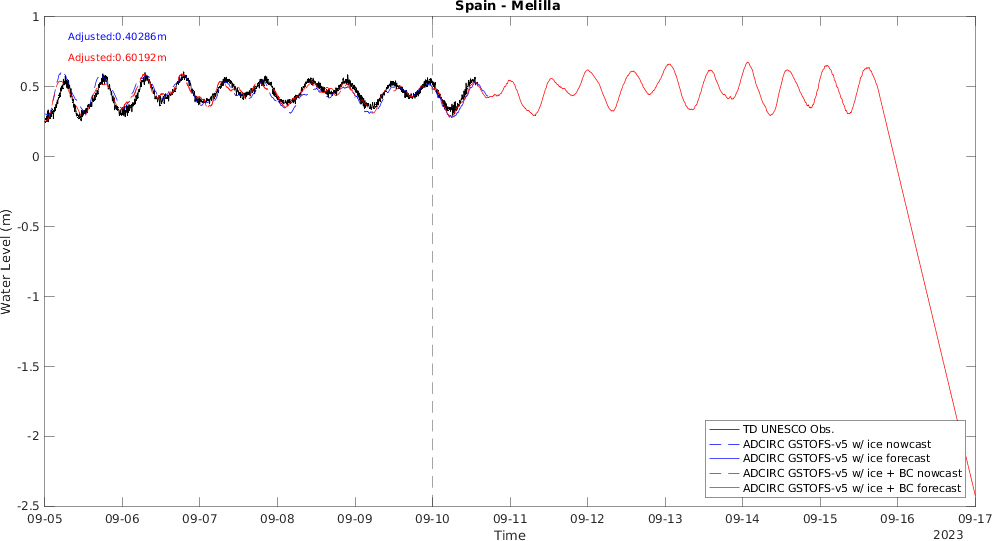 Spain - Melilla
Adjusted:0.40286m
Adjusted:0.60192m
1
0.5
0
-0.5
-1
-1.5
-2
-2.5
Water Level (m)
TD UNESCO Obs.
ADCIRC GSTOFS-v5 w/ ice nowcast
ADCIRC GSTOFS-v5 w/ ice forecast
ADCIRC GSTOFS-v5 w/ ice + BC nowcast
ADCIRC GSTOFS-v5 w/ ice + BC forecast
09-05 09-06 09-07 09-08 09-09 09-10 09-11 09-12 09-13 09-14 09-15 09-16 09-17
Time
2023